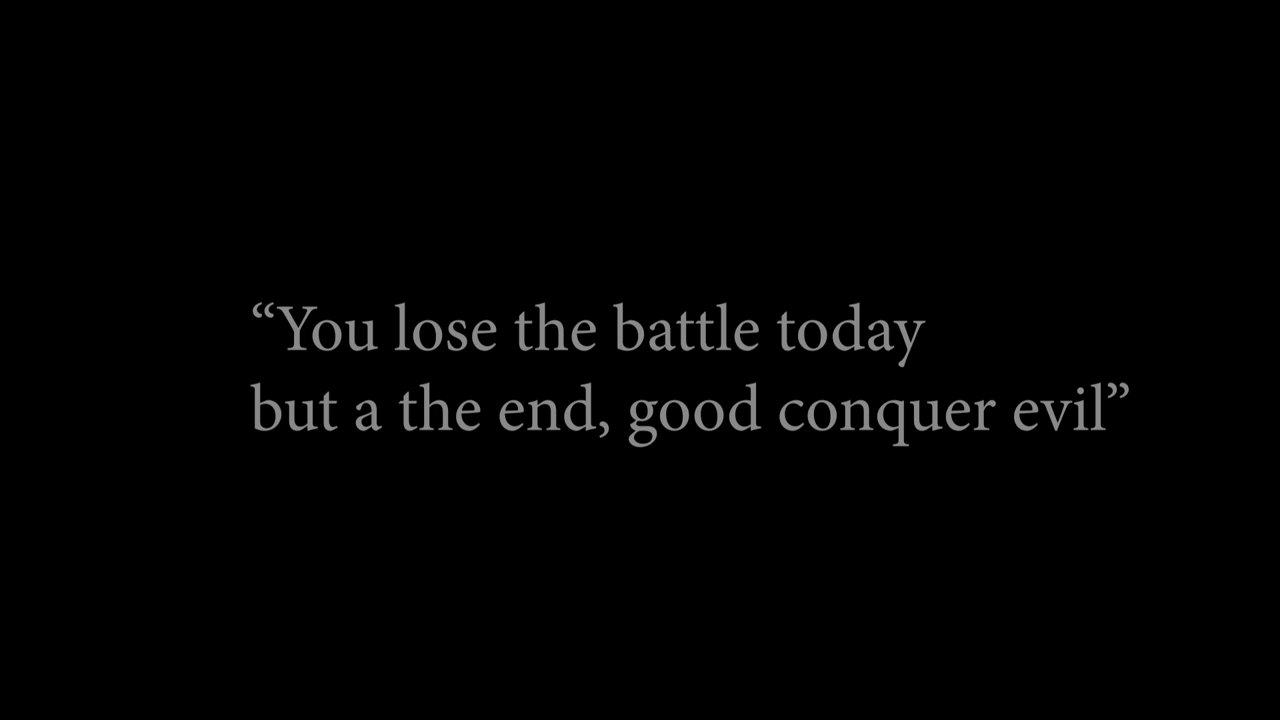 “You lose the battle today
but a the end, good conquer evil”